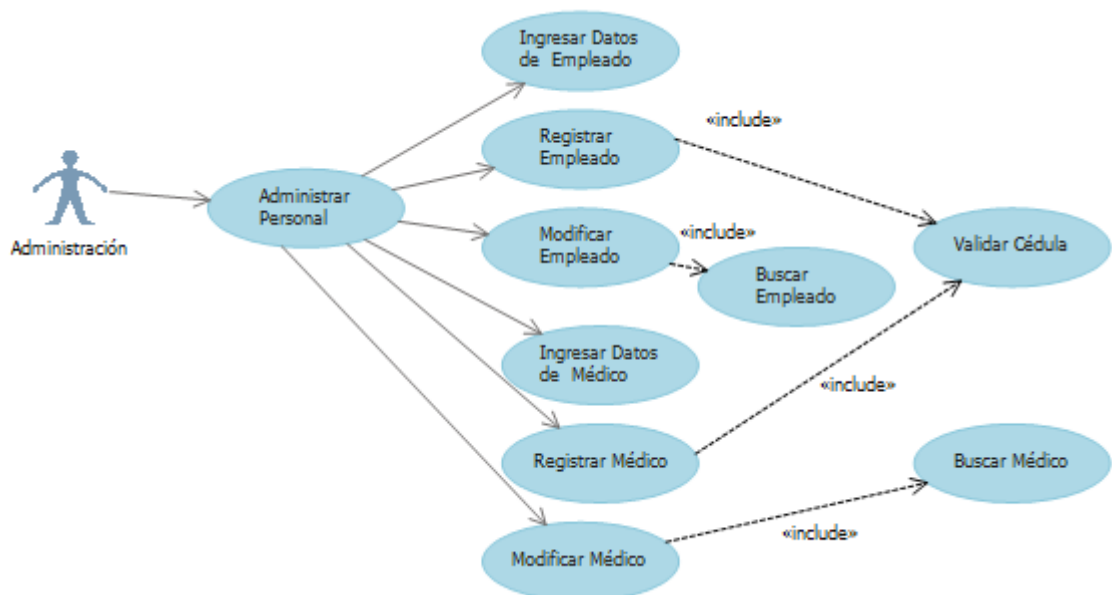 Ingresar Datos
de Empleado
«include»
Registrar
Empleado
Administrar
Personal
Administración
Modificar
Empleado
«include»
Validar Cédula
Buscar
Empleado
Ingresar Datos
de Médico
«include»
Registrar Médico
Buscar Médico
«include»
Modificar Médico